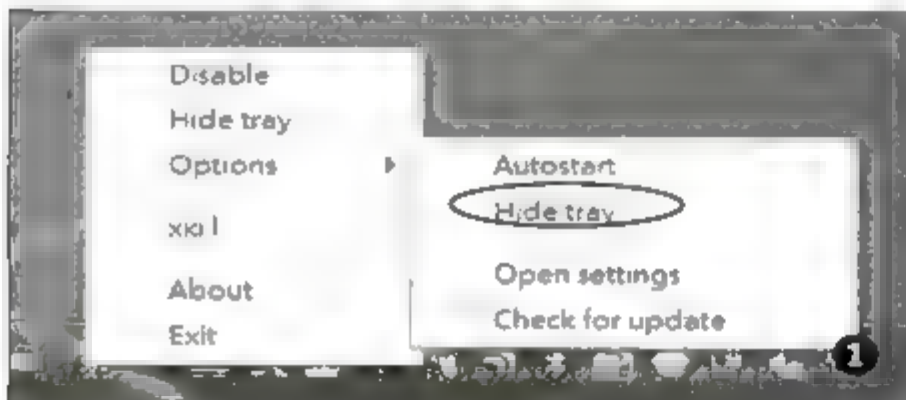 Disable
Hide tray
Options
About
Exit
Autostart
Hide tray
Open settings
Check for update
1